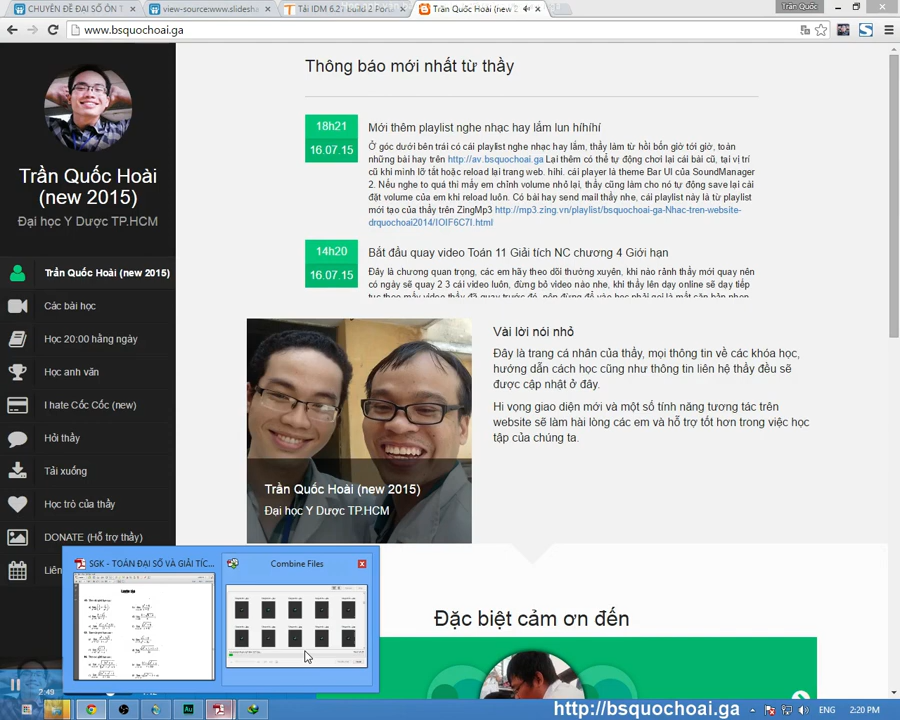 CHUYÊN ĐỀ ĐẠI SỐ ÔN T
view-source:www.slidesha
Tải IDM 6.2
Build 2 Por
Trần Quốc Hoài (new
Trần Quốc
www.bsquochoai.ga
Trần Quốc Hoài
(new 2015)
Đại học Y Dược TP.HCM
Trần Quốc Hoài (new 2015)
Các bài học
Học 20:00 hằng ngày
Học anh văn
I hate Cốc Cốc (new)
Hỏi thầy
Tải xuống
Học trò của thầy
DONATE (Hỗ trợ thầy)
Liên
Thông báo mới nhất từ thầy
18h21
16.07.15
Mới thêm playlist nghe nhạc hay lắm lun híhíhí
Ở góc dưới bên trái có cái playlist nghe nhạc hay lắm, thầy làm từ hồi bốn giờ tới giờ, toàn
những bài hay trên http://av.bsquochoai.ga Lại thêm có thể tự động chơi lại cái bài cũ, tại vị trí
cũ khi mình lỡ tắt hoặc reload lại trang web. hihi. cái player là theme Bar UI của SoundManager
2. Nếu nghe to quá thì mấy em chỉnh volume nhỏ lại, thầy cũng làm cho nó tự động save lại cái
đặt volume của em khi reload luôn. Có bài hay send mail thầy nhe, cái playlist này là từ playlist
mới tạo của thầy trên ZingMp3 http://mp3.zing.vn/playlist/bsquochoai-ga-Nhac-tren-website-
drquochoai2014/IOIF6C7I.html
14h20
16.07.15
Bắt đầu quay video Toán 11 Giải tích NC chương 4 Giới hạn
Đây là chương quan trọng, các em hãy theo dõi thường xuyên, khi nào rảnh thầy mới quay nên
có ngày sẽ quay 2 3 cái video luôn, đừng bỏ video nào nhe, khi thầy lên dạy online sẽ dạy tiếp
Trần Quốc Hoài (new 2015)
Đại học Y Dược TP.HCM
Vài lời nói nhỏ
Đây là trang cá nhân của thầy, mọi thông tin về các khóa học,
hướng dẫn cách học cũng như thông tin liên hệ thầy đều sẽ
được cập nhật ở đây.
Hi vọng giao diện mới và một số tính năng tương tác trên
website sẽ làm hài lòng các em và hỗ trợ tốt hơn trong việc học
tập của chúng ta.
SGK - TOÁN ĐẠI SỐ VÀ GIẢI TÍC...
Combine Files
Đặc biệt cảm ơn đến
2:49
http://bsquochoai.ga
ENG
2:20 PM